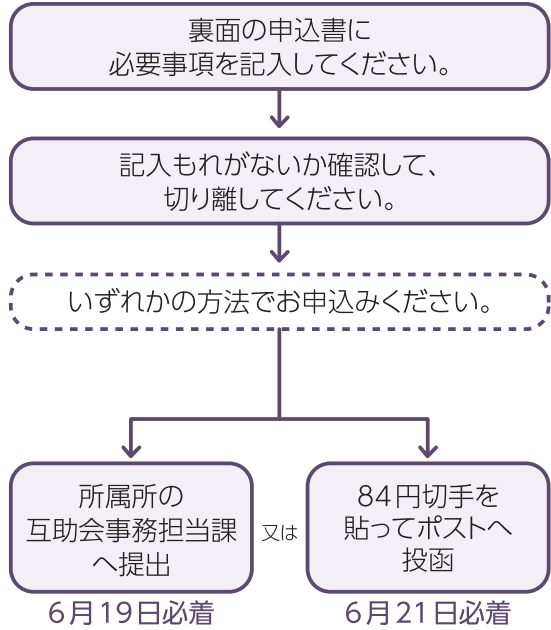 裏面の申込書に
必要事項を記入してください。
記入もれがないか確認して、
切り離してください。
いずれかの方法でお申込みください。
所属所の
互助会事務担当課
へ提出
又は
84円切手を
貼ってポストへ
投函
6月19日必着
6月21日必着